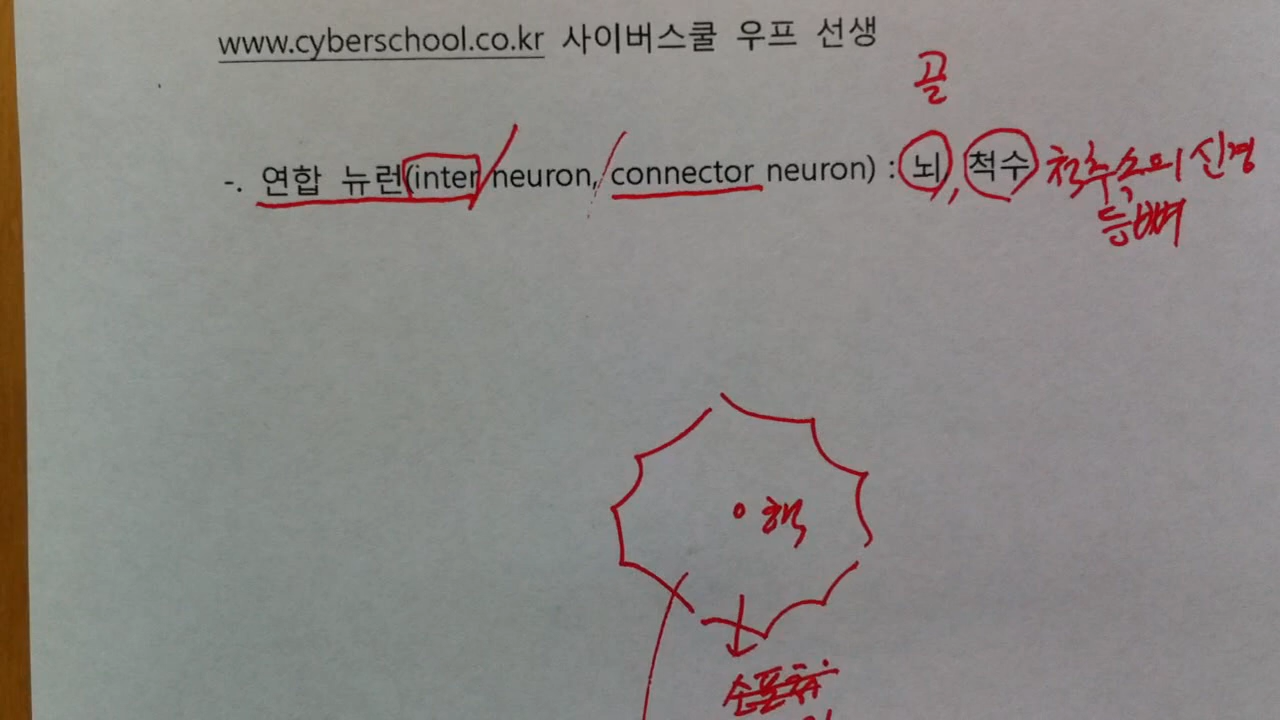 www.cyberschool.co.kr 사이버스쿨 우프 선생
골
-. 연합 뉴런(inter neuron, connector neuron) : 뇌, 척수 척추속의 신경
등뼈
핵